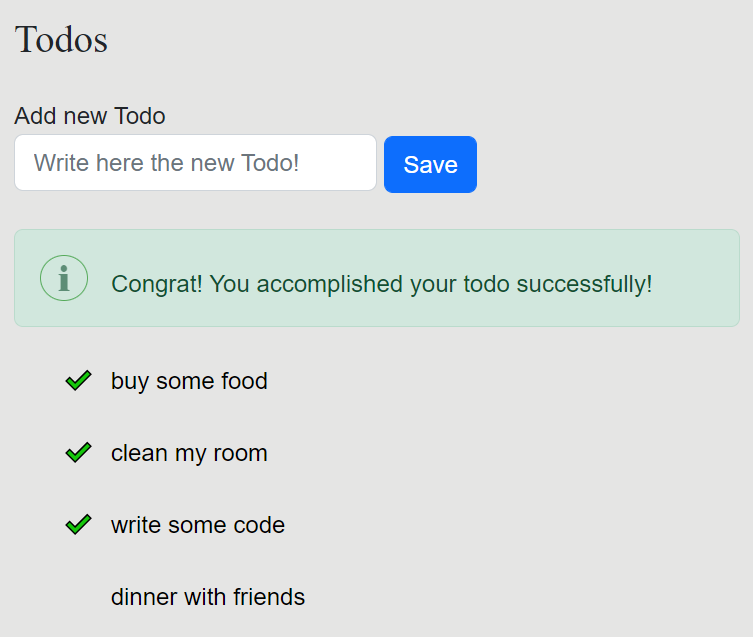 Todos
Add new Todo
Write here the new Todo!
Save
Congrat! You accomplished your todo successfully!
buy some food
clean my room
write some code
dinner with friends